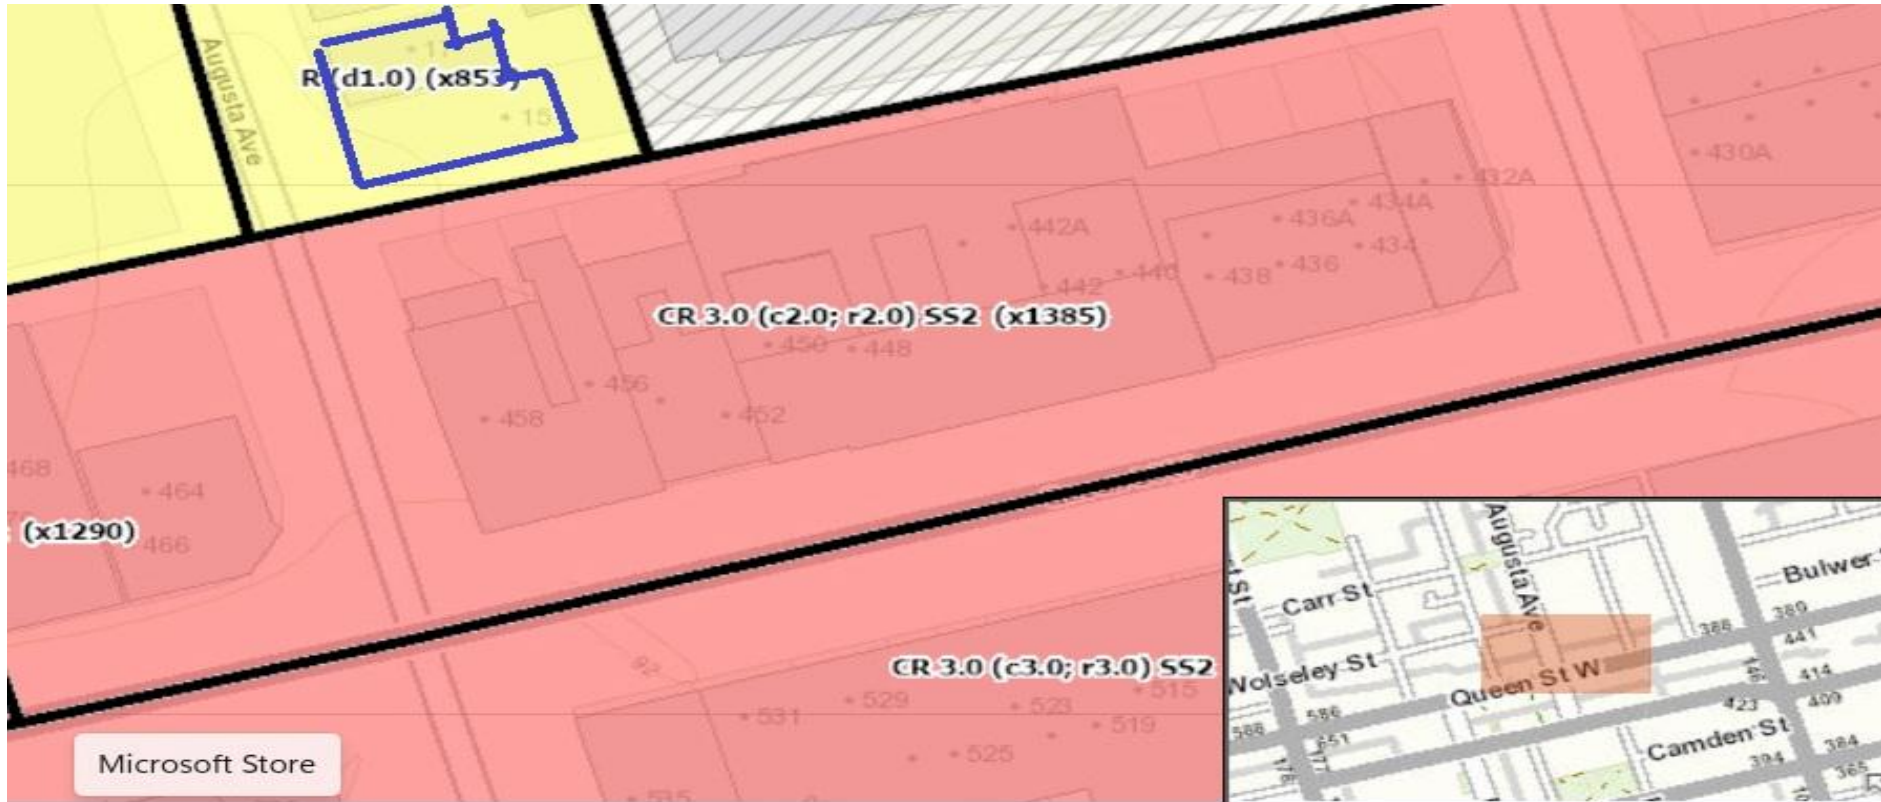 Augusta Ave
R (d1.0) (x853)
15
430A
432A
434A
436A
442A
434
436
438
440
442
CR 3.0 (c2.0; r2.0) SS2 (x1385)
450
448
456
458
452
468
464
(x1290)
466
92
CR 3.0 (c3.0; r3.0) SS2
515
529
523
531
519
525
535
Microsoft Store
Augusta Ave
Bulwer
Carr St
389
388
441
Wolseley St
Queen St W
414
423
409
586
588
651
Camden St
384
394
365